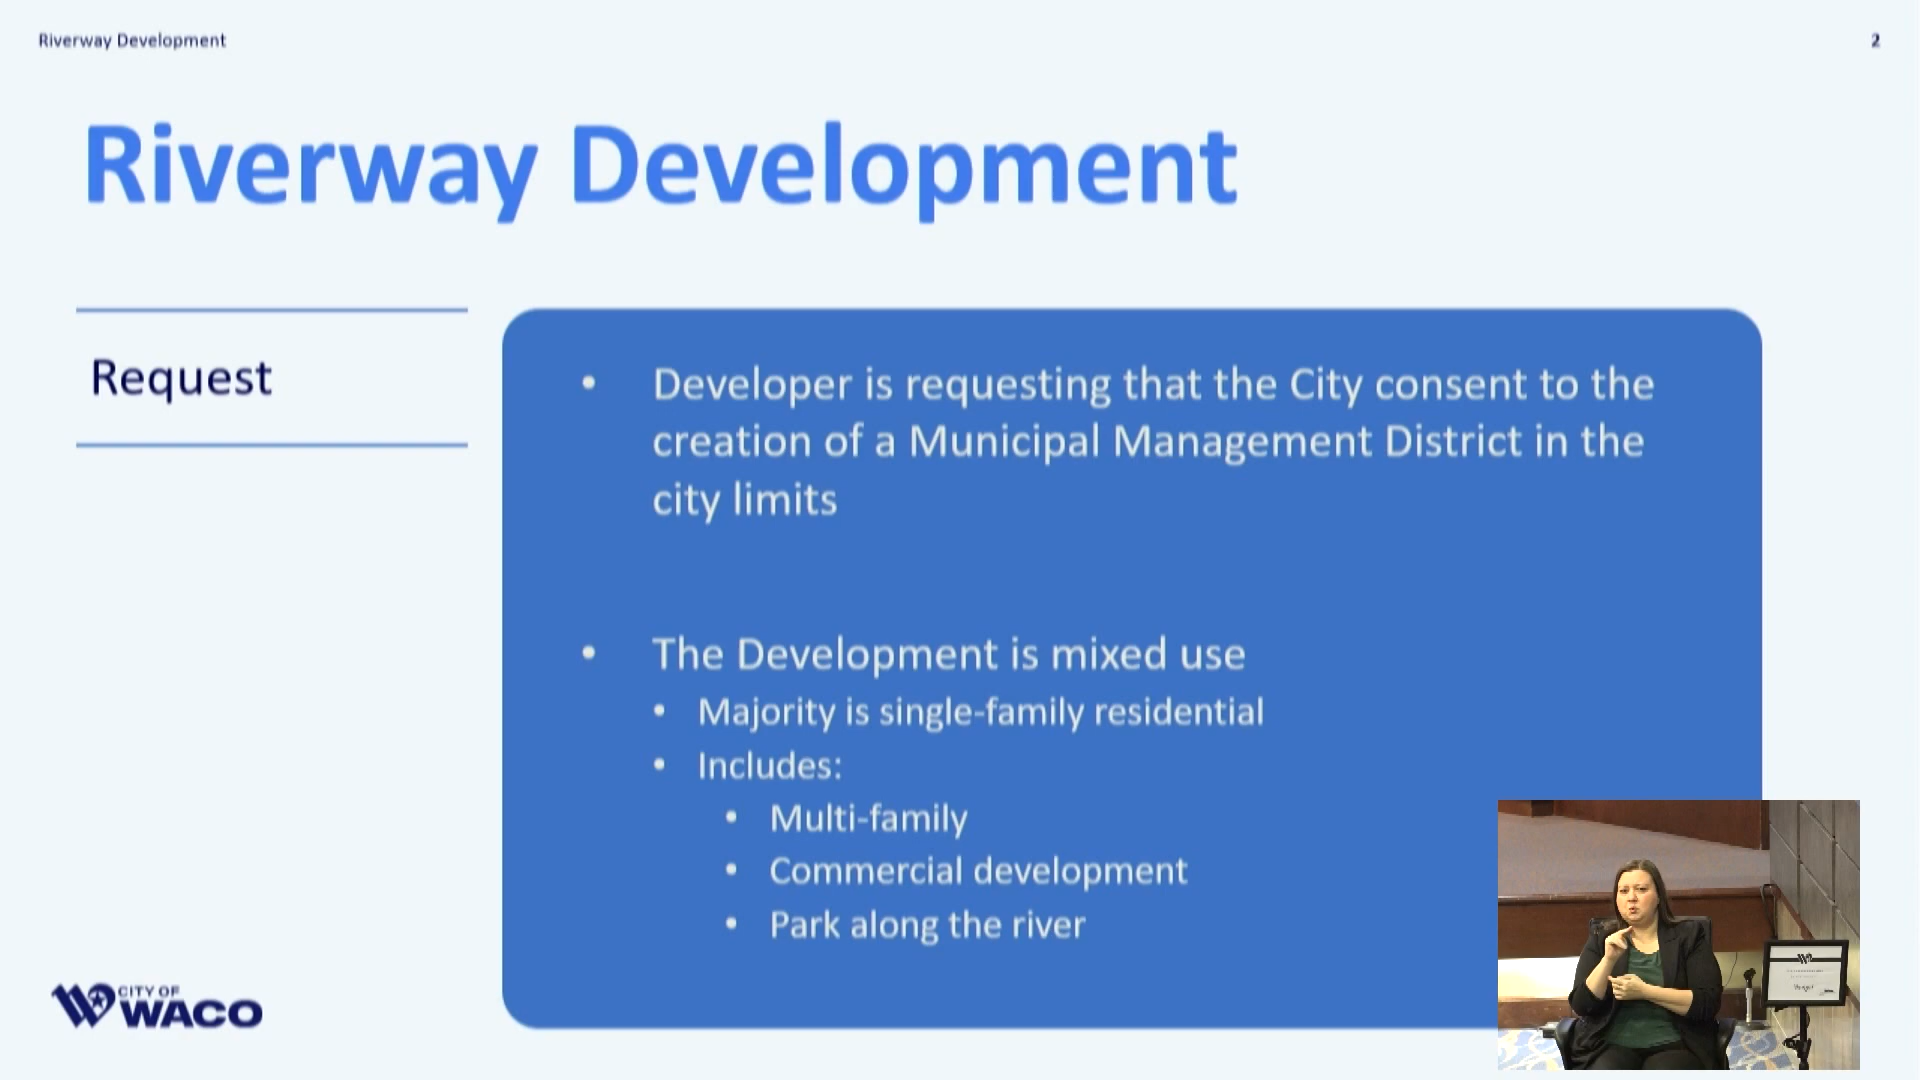 Riverway Development
2
Riverway Development
Request
• Developer is requesting that the City consent to the
creation of a Municipal Management District in the
city limits
• The Development is mixed use
• Majority is single-family residential
• Includes:
• Multi-family
• Commercial development
• Park along the river
CITY OF
WACO